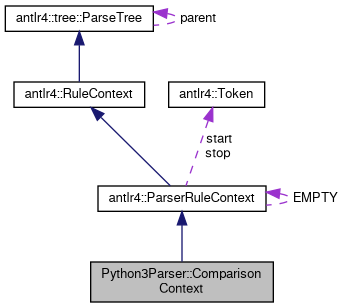 antlr4::tree::ParseTree
parent
antlr4::RuleContext
antlr4::Token
start
stop
antlr4::ParserRuleContext
EMPTY
Python3Parser::Comparison
Context